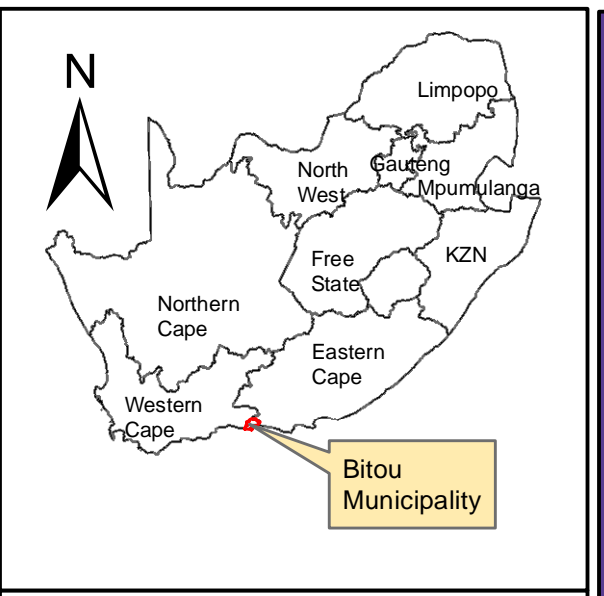 N
Limpopo
North
West
Gauteng
Mpumulanga
Free
State
KZN
Northern
Cape
Eastern
Cape
Western
Cape
Bitou
Municipality